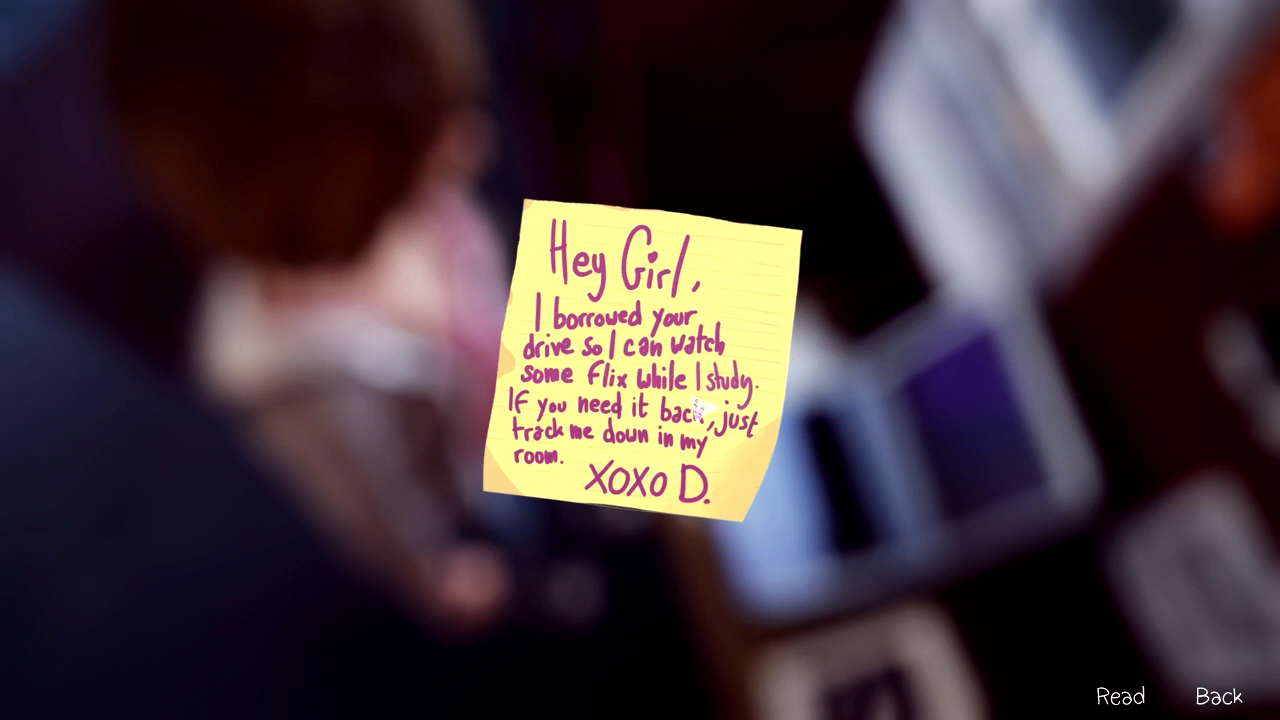 Hey Girl,
I borrowed your
drive so I can watch
some flix while I study.
If you need it back, just
track me down in my
room.
XOXO D.
Read Back